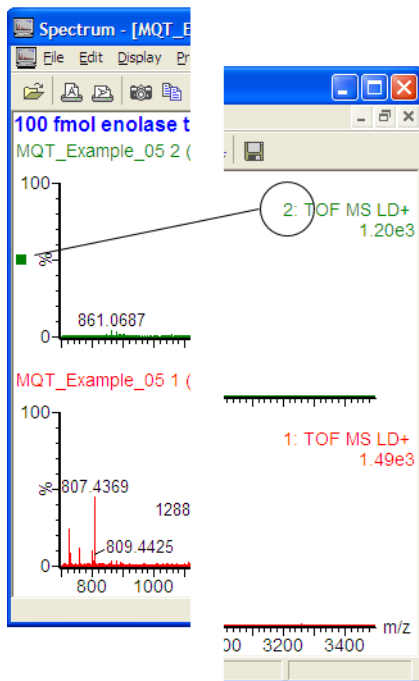 Spectrum - [MQT_E
File Edit Display Pr
100 fmol enolase t
MQT_Example_05 2 (
100
2: TOF MS LD+
1.20e3
%
861.0687
0
MQT_Example_05 1 (
100
1: TOF MS LD+
1.49e3
%
807.4369
1288
809.4425
0
800 1000
00 3200 3400 m/z